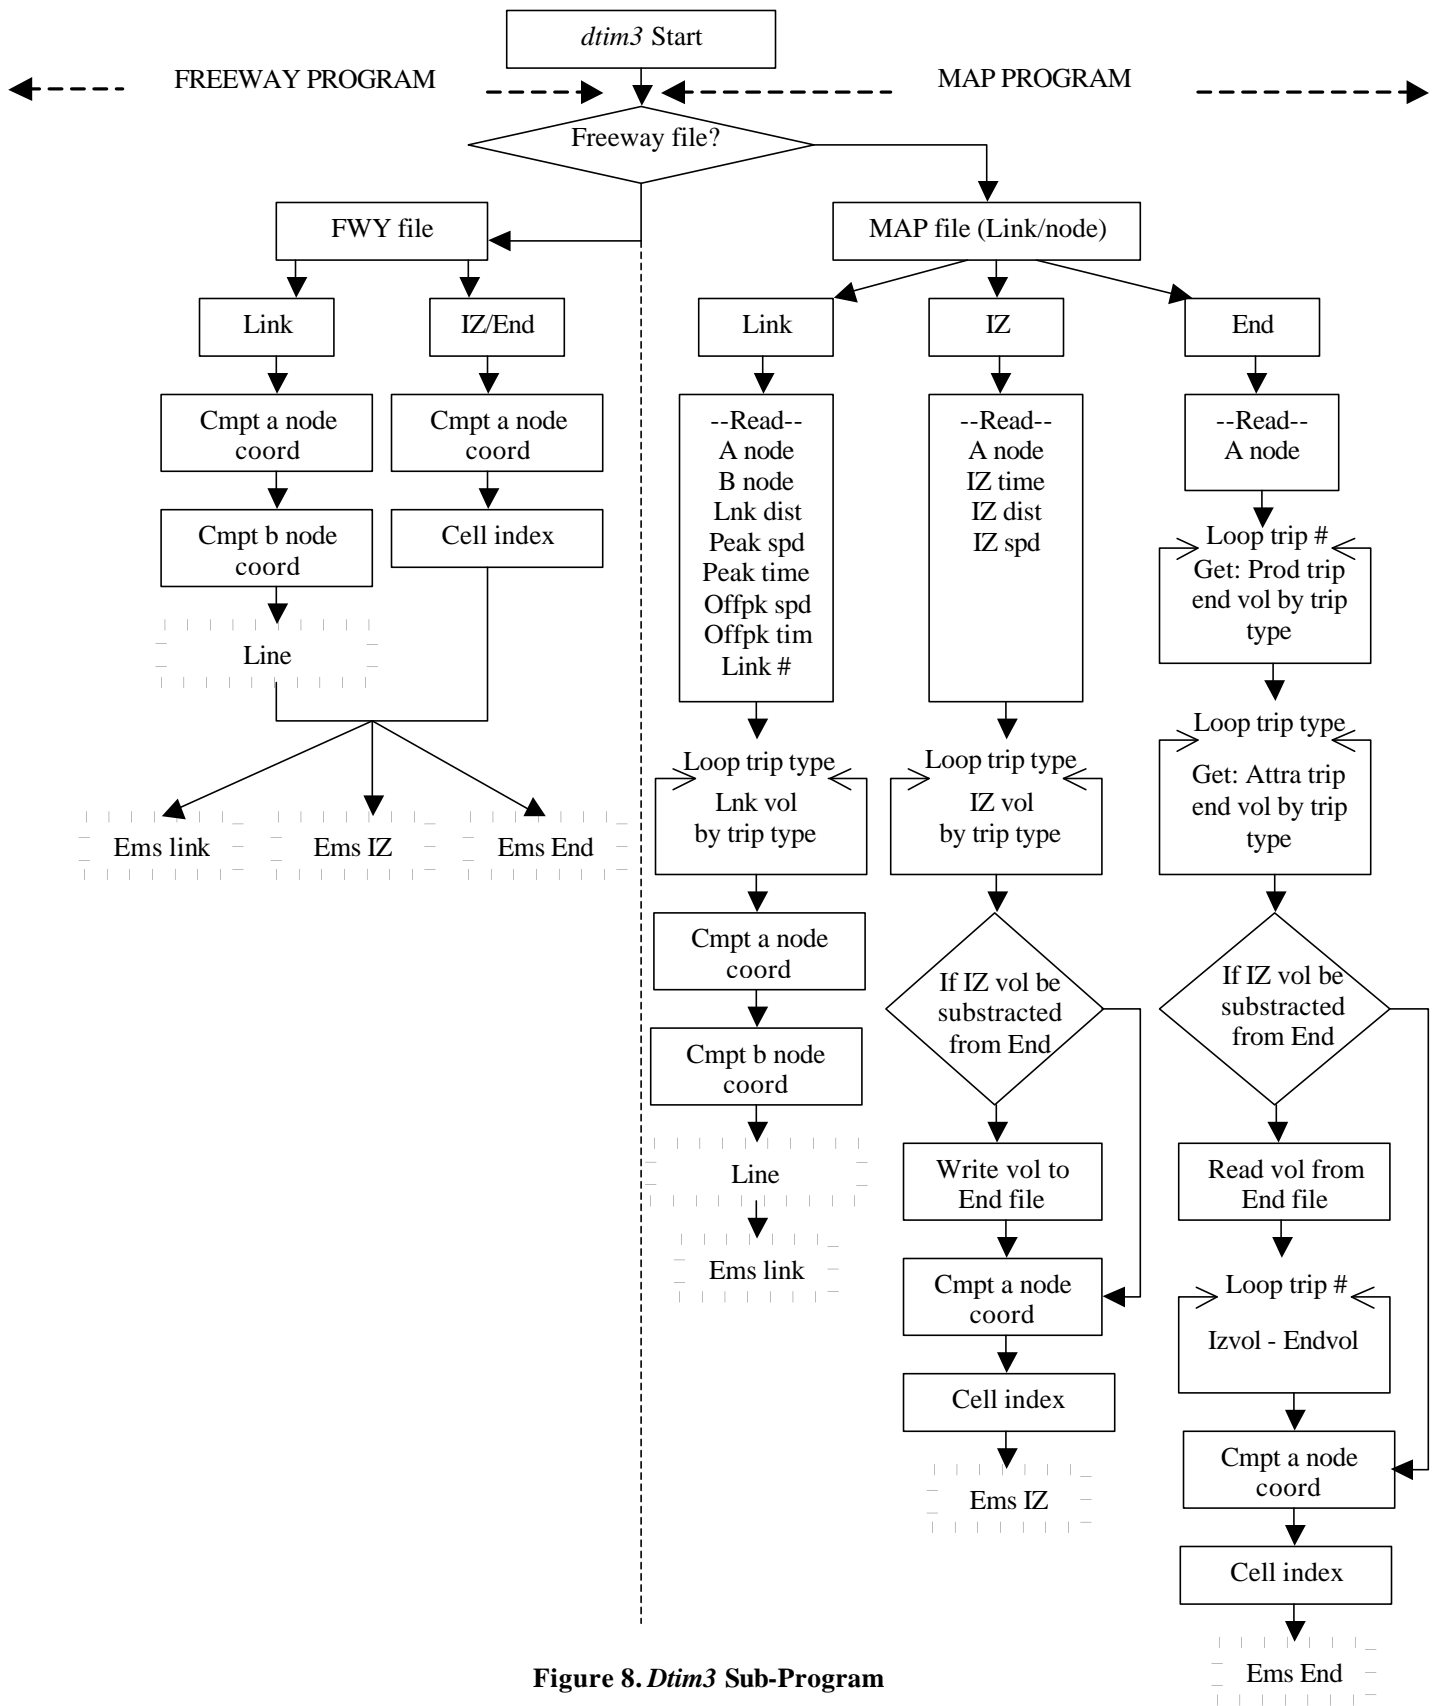 dtim3 Start
FREEWAY PROGRAM
MAP PROGRAM
Freeway file?
FWY file
MAP file (Link/node)
Link
IZ/End
Link
IZ
End
Cmpt a node
coord
Cmpt a node
coord
Cmpt b node
coord
Cell index
Line
Ems link
Ems IZ
Ems End
--Read--
A node
B node
Lnk dist
Peak spd
Peak time
Offpk spd
Offpk tim
Link #
Loop trip type
Lnk vol
by trip type
Cmpt a node
coord
Cmpt b node
coord
Line
Ems link
--Read--
A node
IZ time
IZ dist
IZ spd
Loop trip type
IZ vol
by trip type
If IZ vol be
substracted
from End
Write vol to
End file
Cmpt a node
coord
Cell index
Ems IZ
--Read--
A node
Loop trip #
Get: Prod trip
end vol by trip
type
Loop trip type
Get: Attra trip
end vol by trip
type
If IZ vol be
substracted
from End
Read vol from
End file
Loop trip #
Izvol - Endvol
Cmpt a node
coord
Cell index
Ems End
Figure 8. Dtim3 Sub-Program